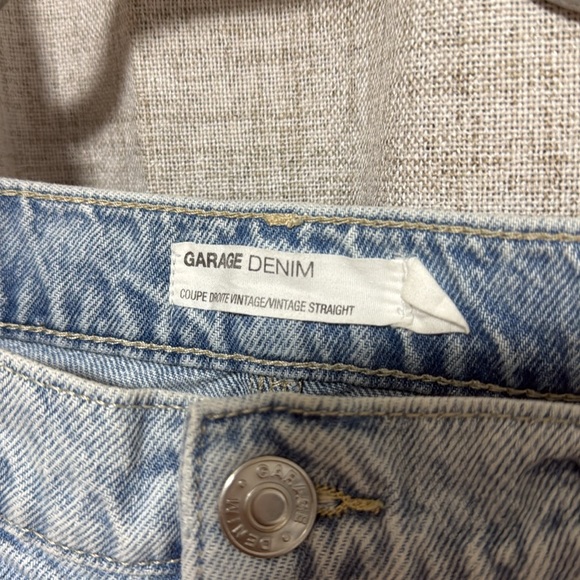 GARAGE DENIM
COUPE DROITE VINTAGE/VINTAGE STRAIGHT
GARAGE • DENIM •